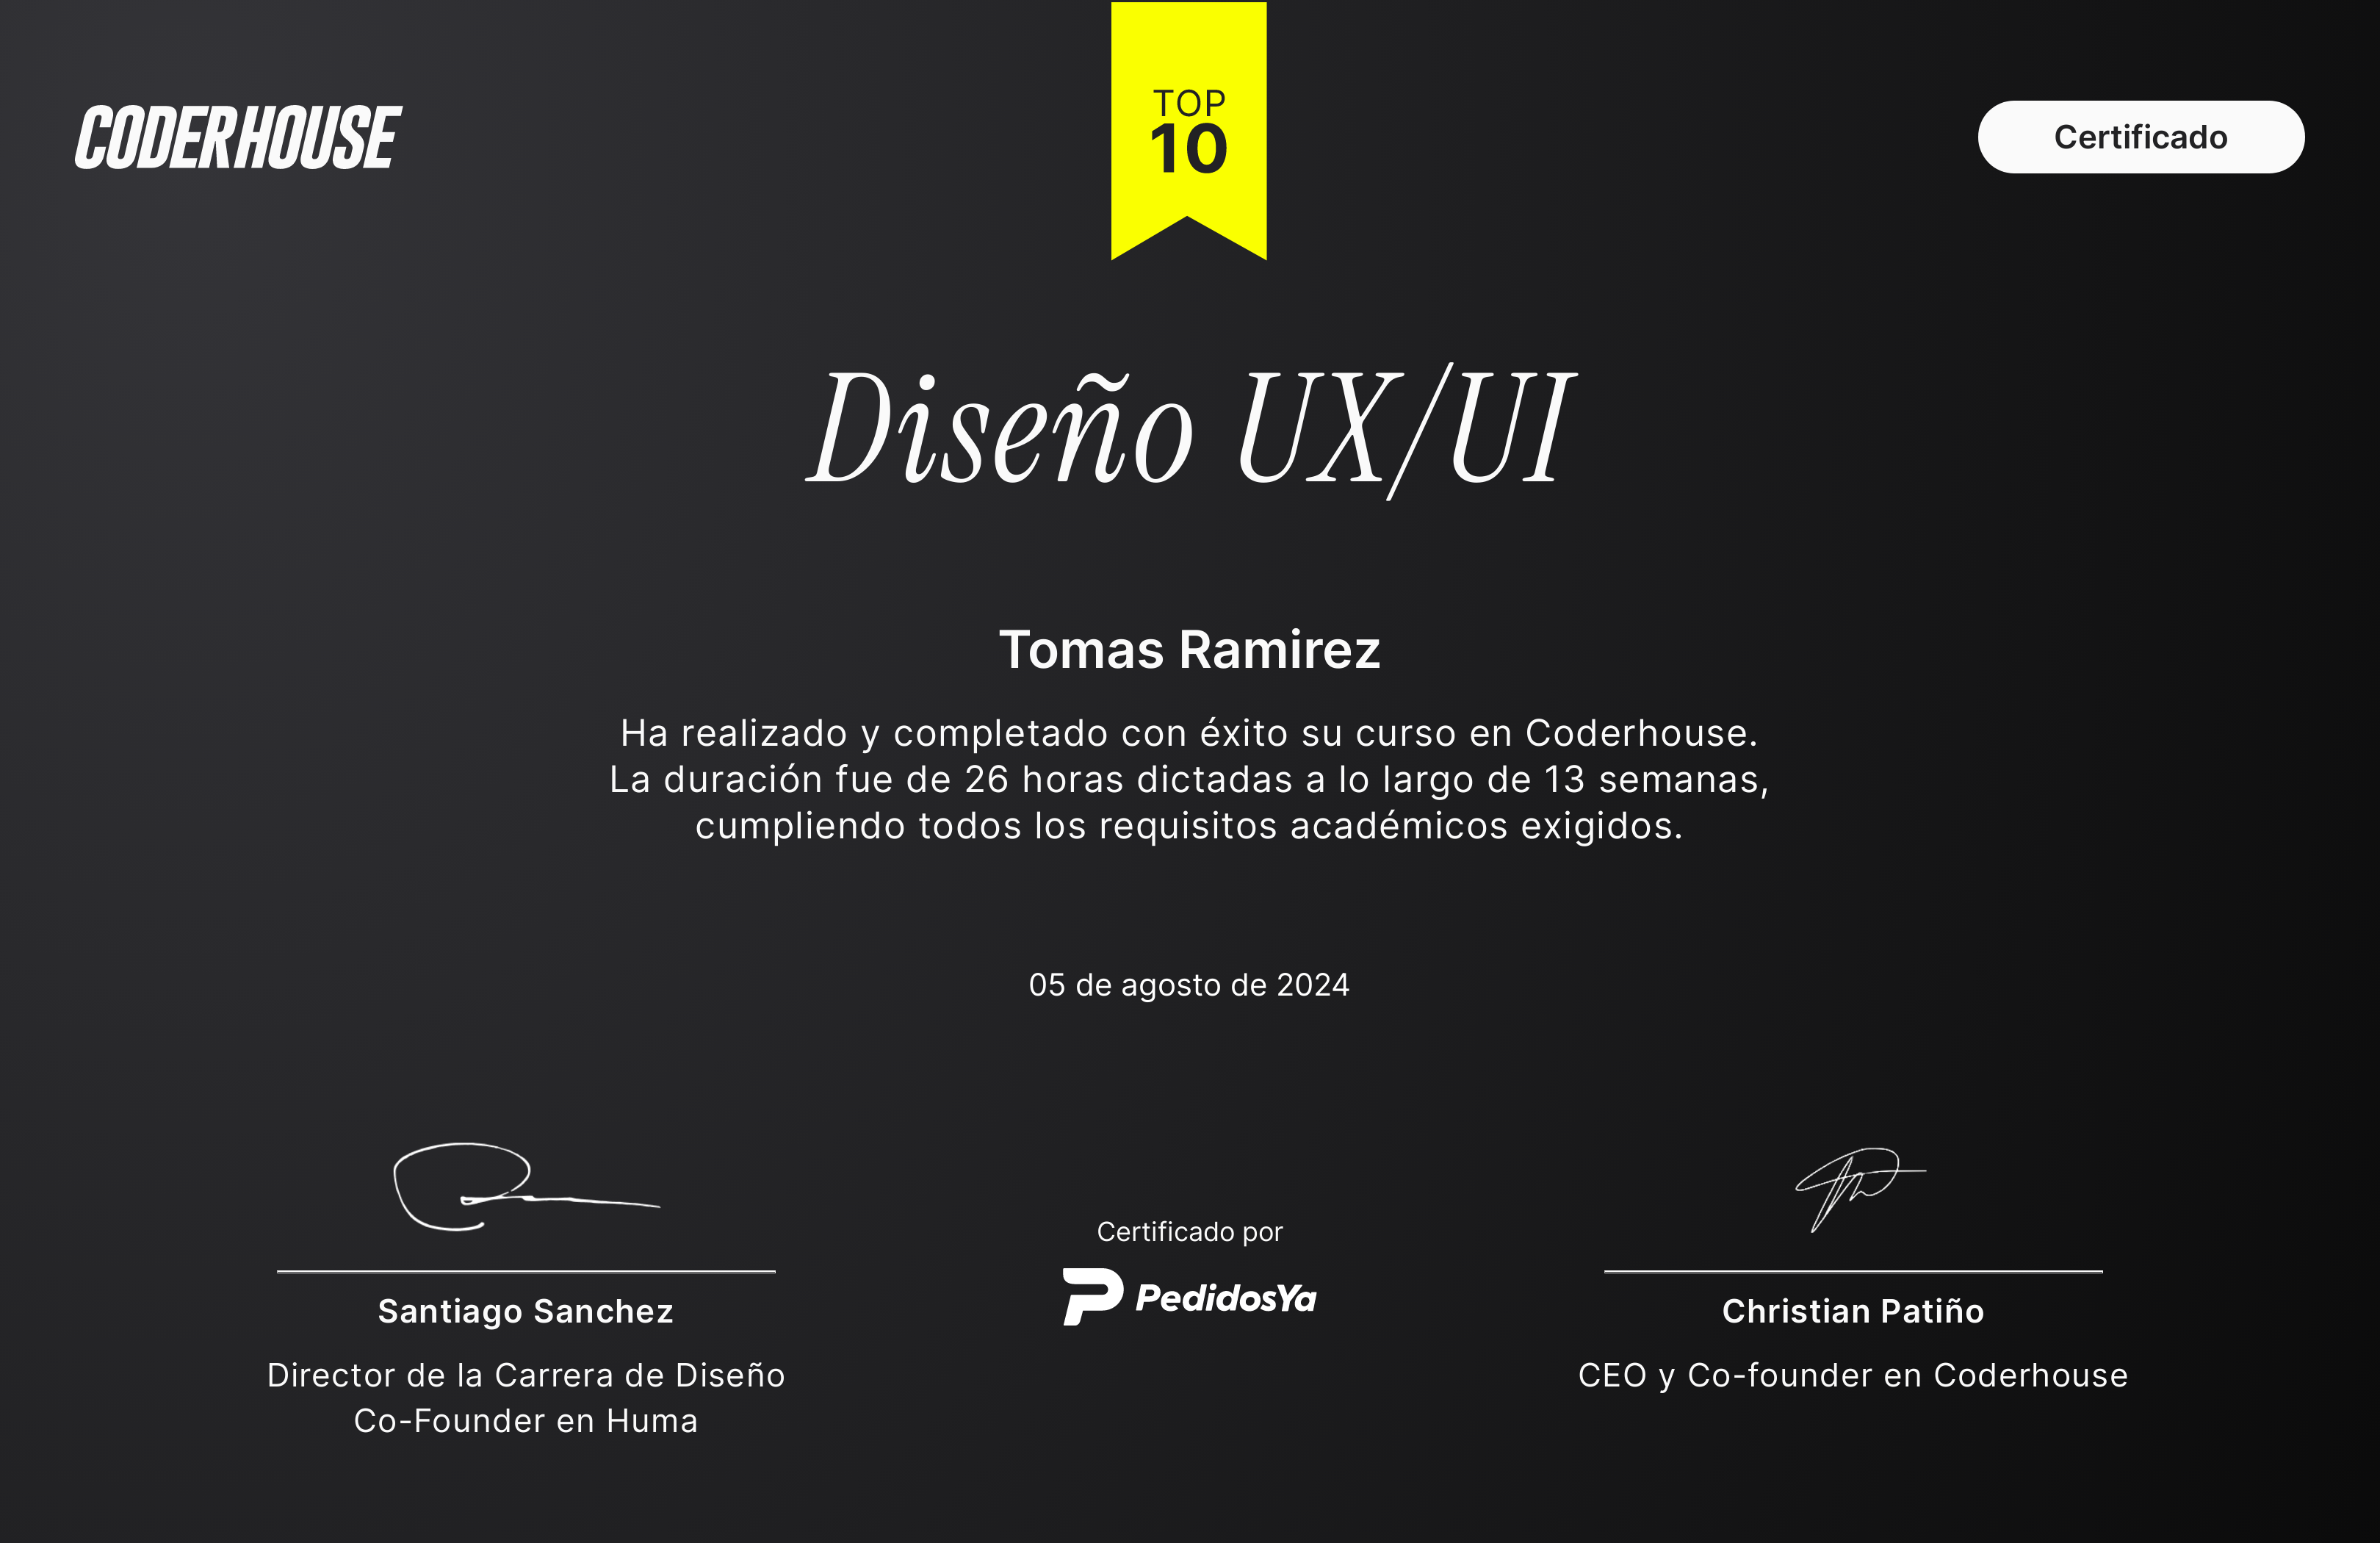 CODERHOUSE
TOP
10
Certificado
Diseño UX/UI
Tomas Ramirez
Ha realizado y completado con éxito su curso en Coderhouse.
La duración fue de 26 horas dictadas a lo largo de 13 semanas,
cumpliendo todos los requisitos académicos exigidos.
05 de agosto de 2024
Santiago Sanchez
Director de la Carrera de Diseño
Co-Founder en Huma
Certificado por
PedidosYa
Christian Patiño
CEO y Co-founder en Coderhouse